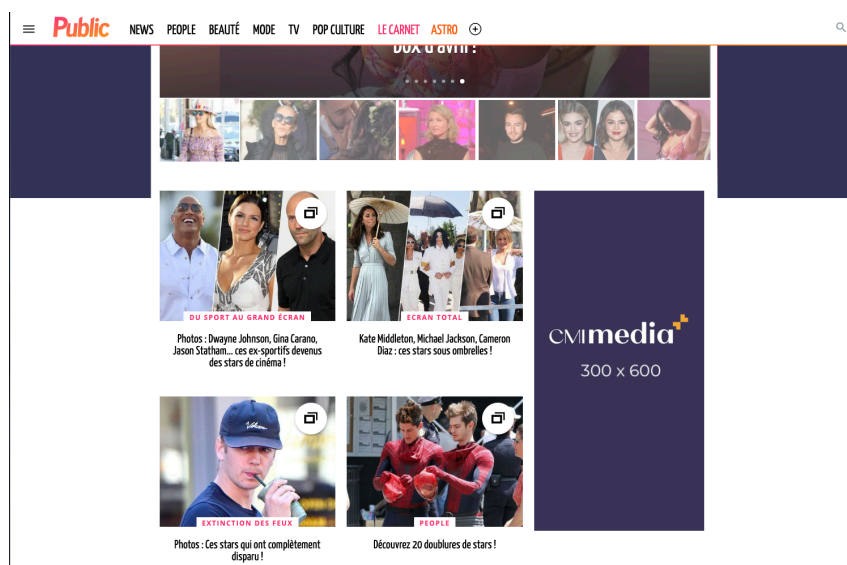 Public
NEWS PEOPLE BEAUTÉ MODE TV POP CULTURE LE CARNET ASTRO
box d'avril !
DU SPORT AU GRAND ÉCRAN
Photos : Dwayne Johnson, Gina Carano,
Jason Statham... ces ex-sportifs devenus
des stars de cinéma !
ECRAN TOTAL
Kate Middleton, Michael Jackson, Cameron
Diaz : ces stars sous ombrelles !
CMImedia
300 x 600
EXTINCTION DES FEUX
Photos : Ces stars qui ont complètement
disparu !
PEOPLE
Découvrez 20 doublures de stars !